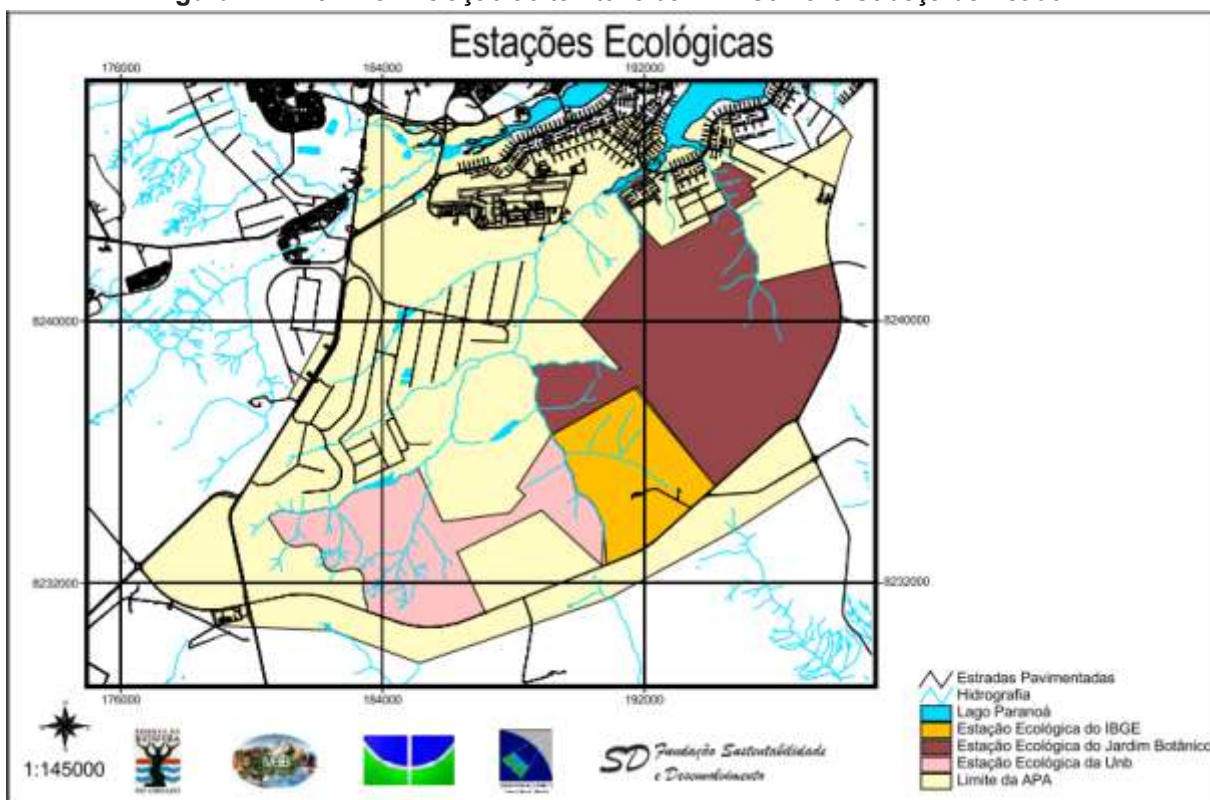 Estações Ecológicas
176000 184000 192000
8240000 8240000
8232000 8232000
176000 184000 192000
Estradas Pavimentadas
Hidrografia
Lago Paranoá
Estação Ecológica do IBGE
Estação Ecológica do Jardim Botânico
Estação Ecológica da Unb
Limite da APA
1:145000
SD Fundação Sustentabilidade
e Desenvolvimento